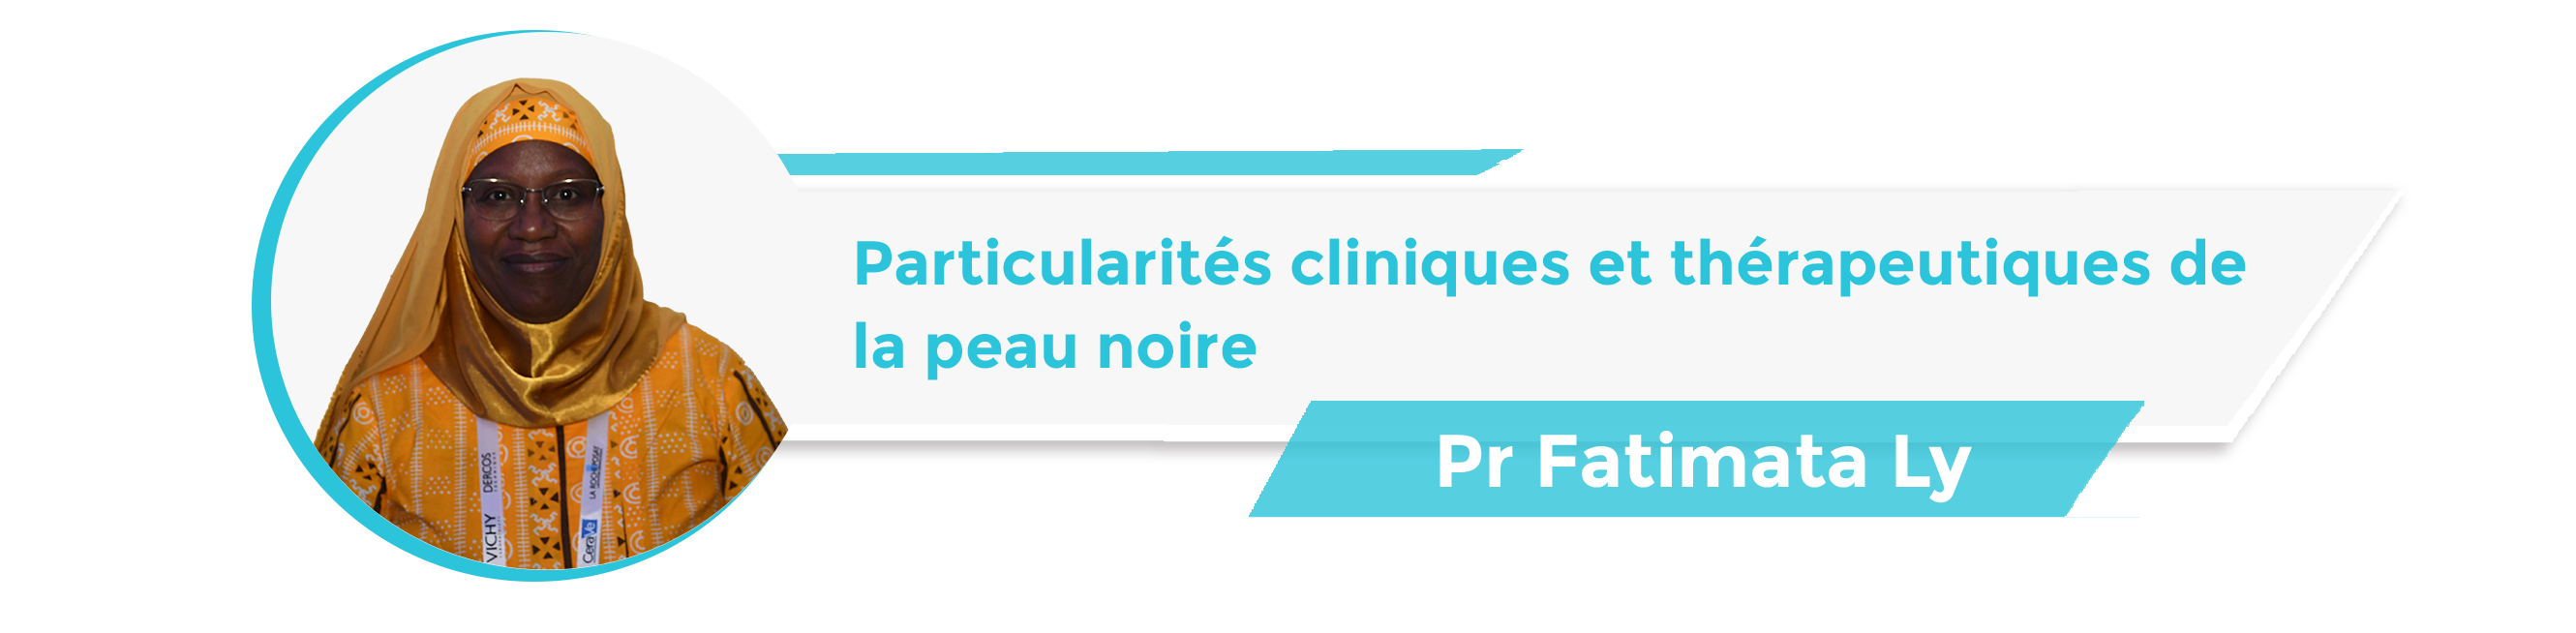 Particularités cliniques et thérapeutiques de
la peau noire
Pr Fatimata Ly
DERCOS
VICHY
LA ROCHE POSAY
CeraVe